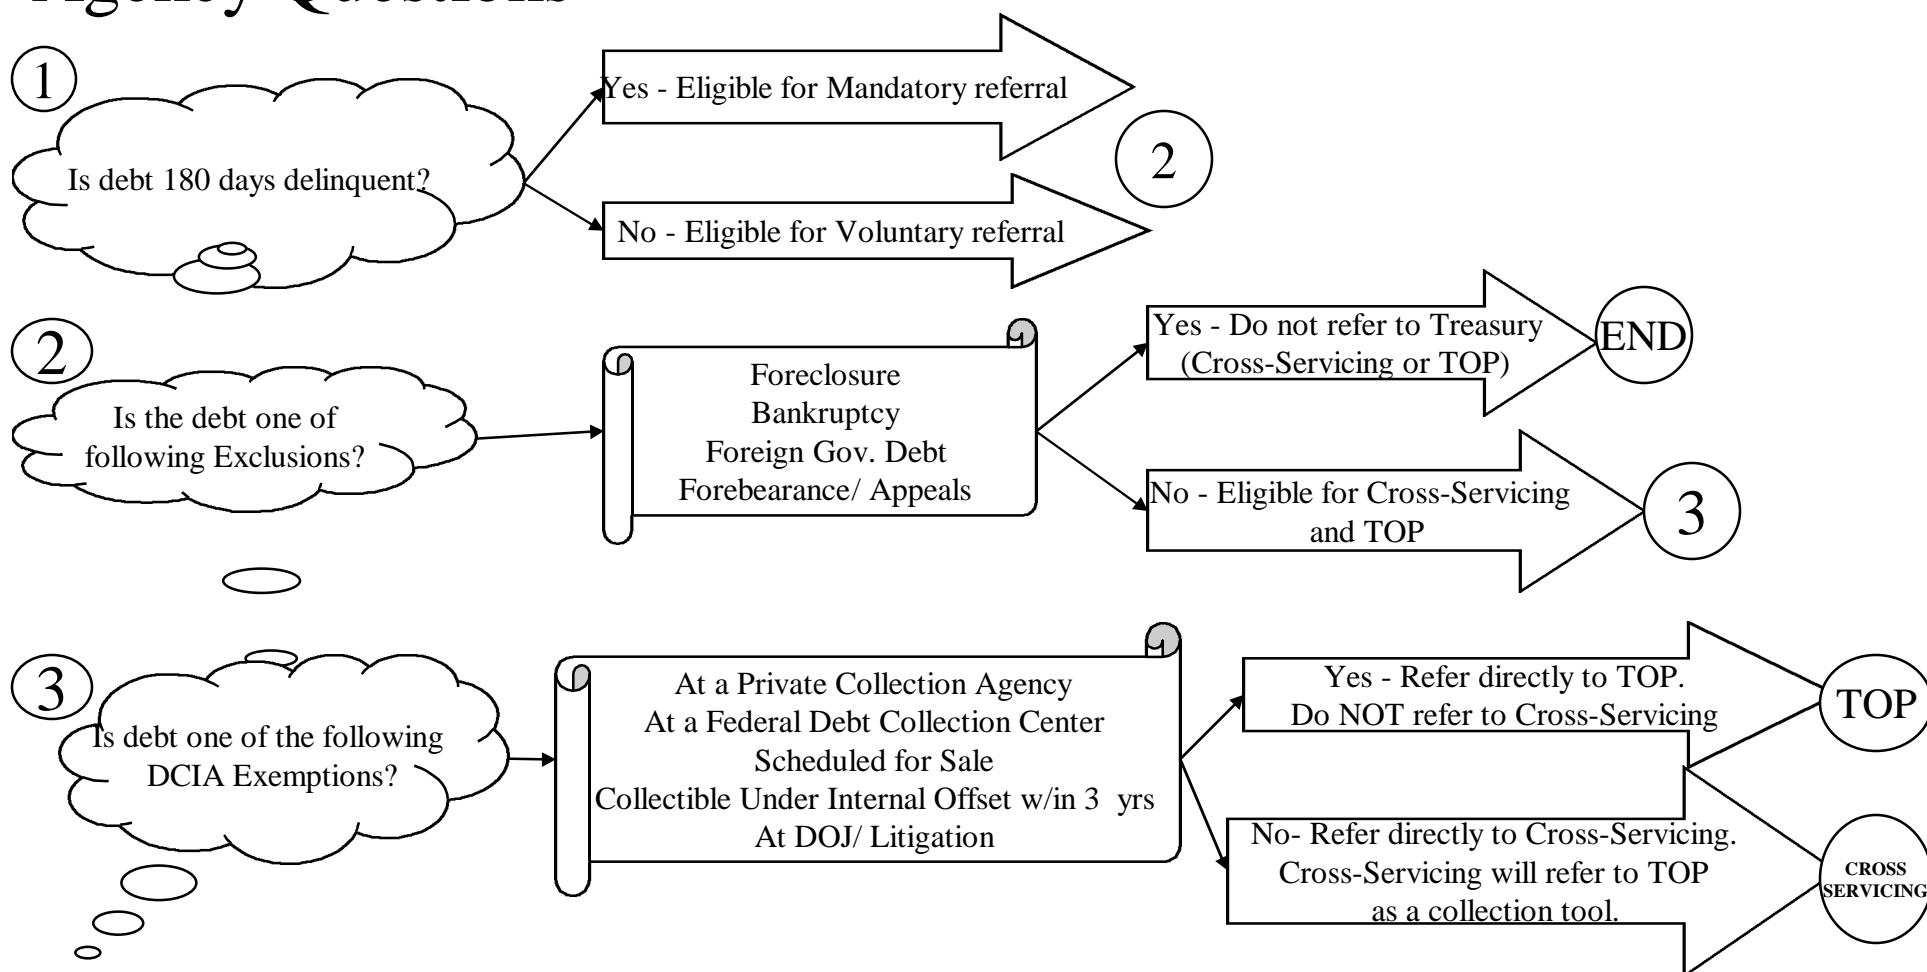 Agency Questions
1
Is debt 180 days delinquent?
Yes - Eligible for Mandatory referral
No - Eligible for Voluntary referral
2
2
Is the debt one of
following Exclusions?
Foreclosure
Bankruptcy
Foreign Gov. Debt
Forebearance/ Appeals
Yes - Do not refer to Treasury
(Cross-Servicing or TOP)
END
No - Eligible for Cross-Servicing
and TOP
3
3
Is debt one of the following
DCIA Exemptions?
At a Private Collection Agency
At a Federal Debt Collection Center
Scheduled for Sale
Collectible Under Internal Offset w/in 3 yrs
At DOJ/ Litigation
Yes - Refer directly to TOP.
Do NOT refer to Cross-Servicing
TOP
No- Refer directly to Cross-Servicing.
Cross-Servicing will refer to TOP
as a collection tool.
CROSS
SERVICING